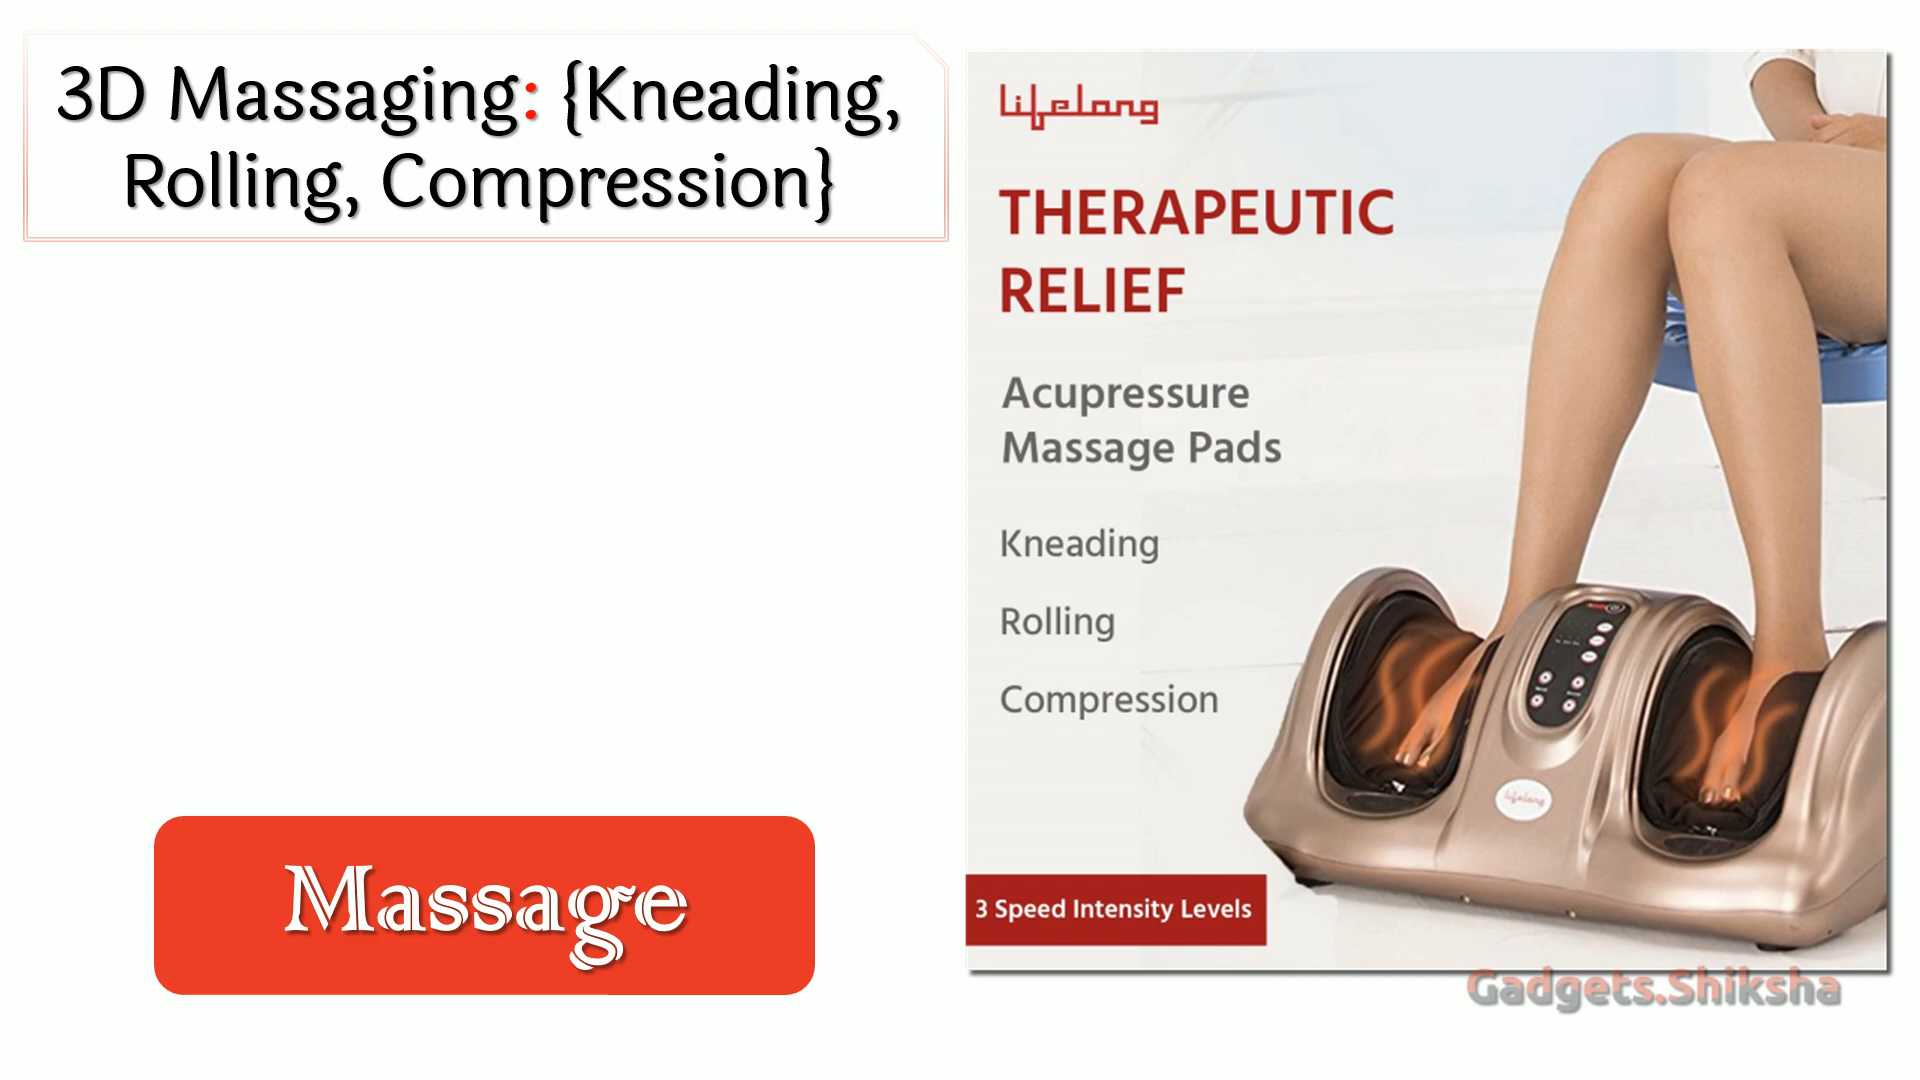 3D Massaging: {Kneading,
Rolling, Compression}
Massage
lifelong
THERAPEUTIC
RELIEF
Acupressure
Massage Pads
Kneading
Rolling
Compression
lifelong
3 Speed Intensity Levels
Gadgets.Shiksha